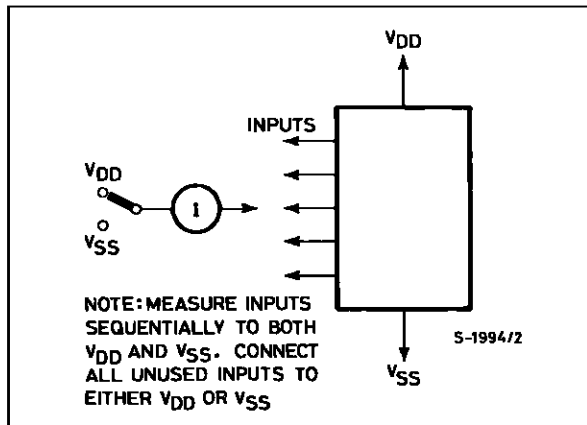 VDD
INPUTS
VDD
I
VSS
NOTE: MEASURE INPUTS
SEQUENTIALLY TO BOTH
VDD AND VSS. CONNECT
ALL UNUSED INPUTS TO
EITHER VDD OR VSS
S-1994/2
VSS